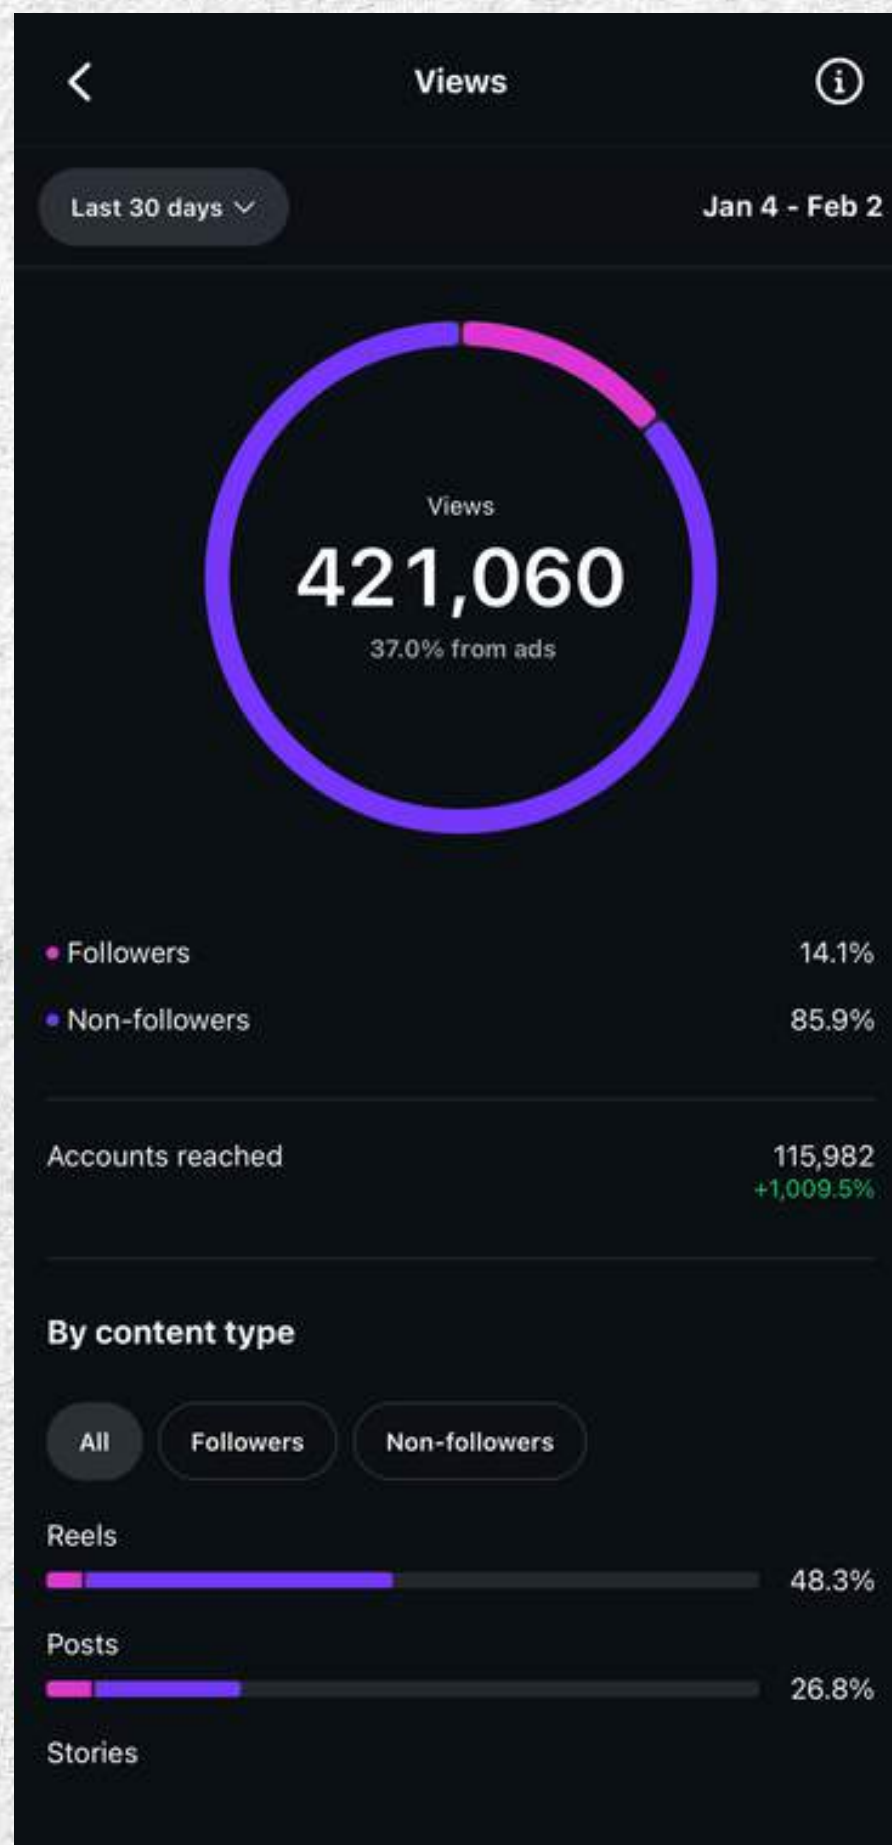 Views
Last 30 days
Jan 4 - Feb 2
Views
421,060
37.0% from ads
Followers 14.1%
Non-followers 85.9%
Accounts reached 115,982
+1,009.5%
By content type
All Followers Non-followers
Reels
48.3%
Posts
26.8%
Stories